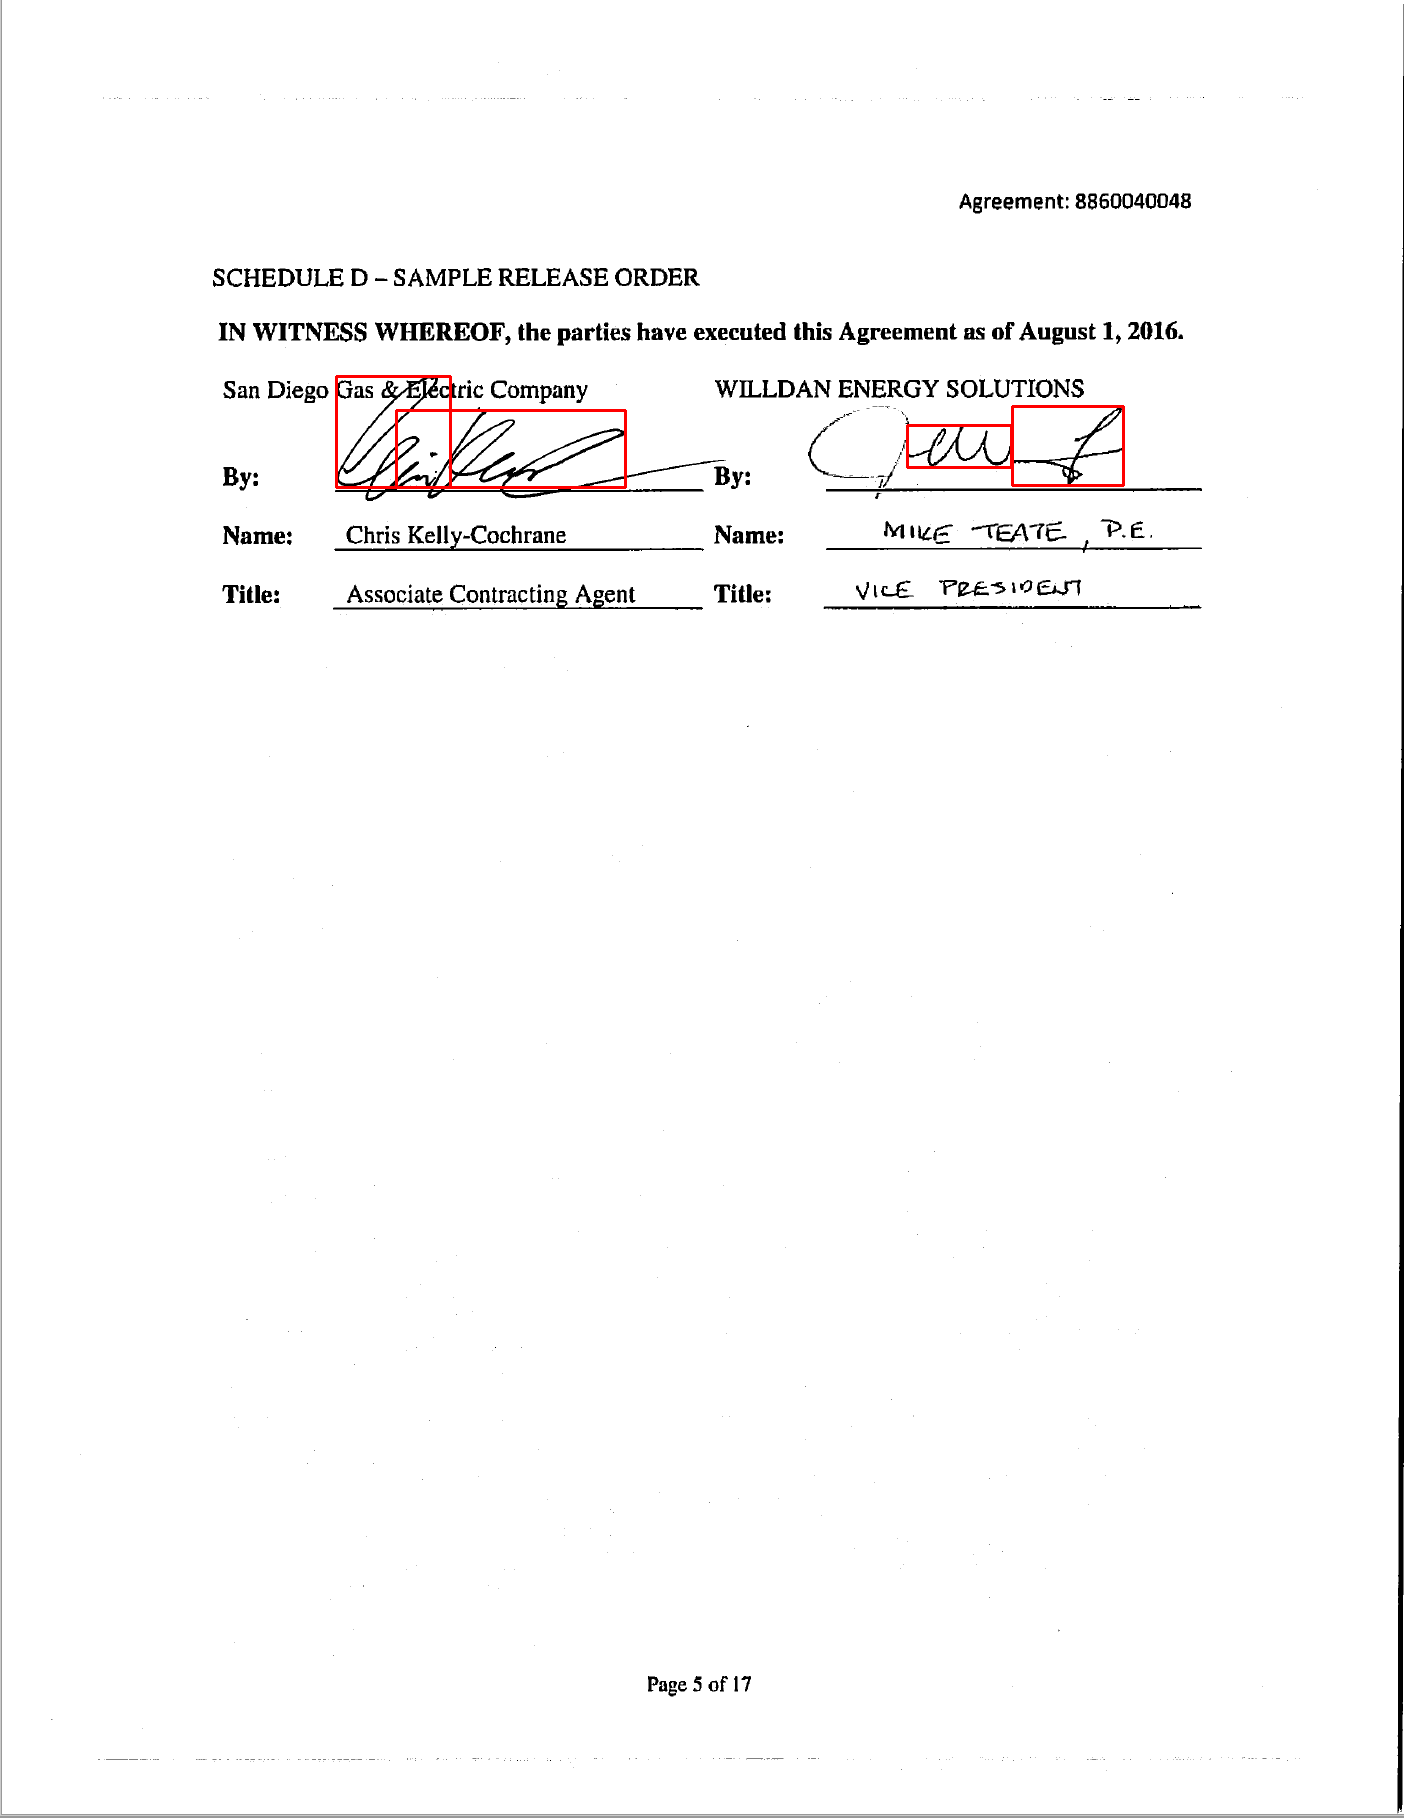 Agreement: 8860040048
SCHEDULE D – SAMPLE RELEASE ORDER
IN WITNESS WHEREOF, the parties have executed this Agreement as of August 1, 2016.
San Diego Gas & Electric Company WILLDAN ENERGY SOLUTIONS
By: By:
Name: Chris Kelly-Cochrane Name: MIKE TEATE, P.E.
Title: Associate Contracting Agent Title: VICE PRESIDENT
Page 5 of 17